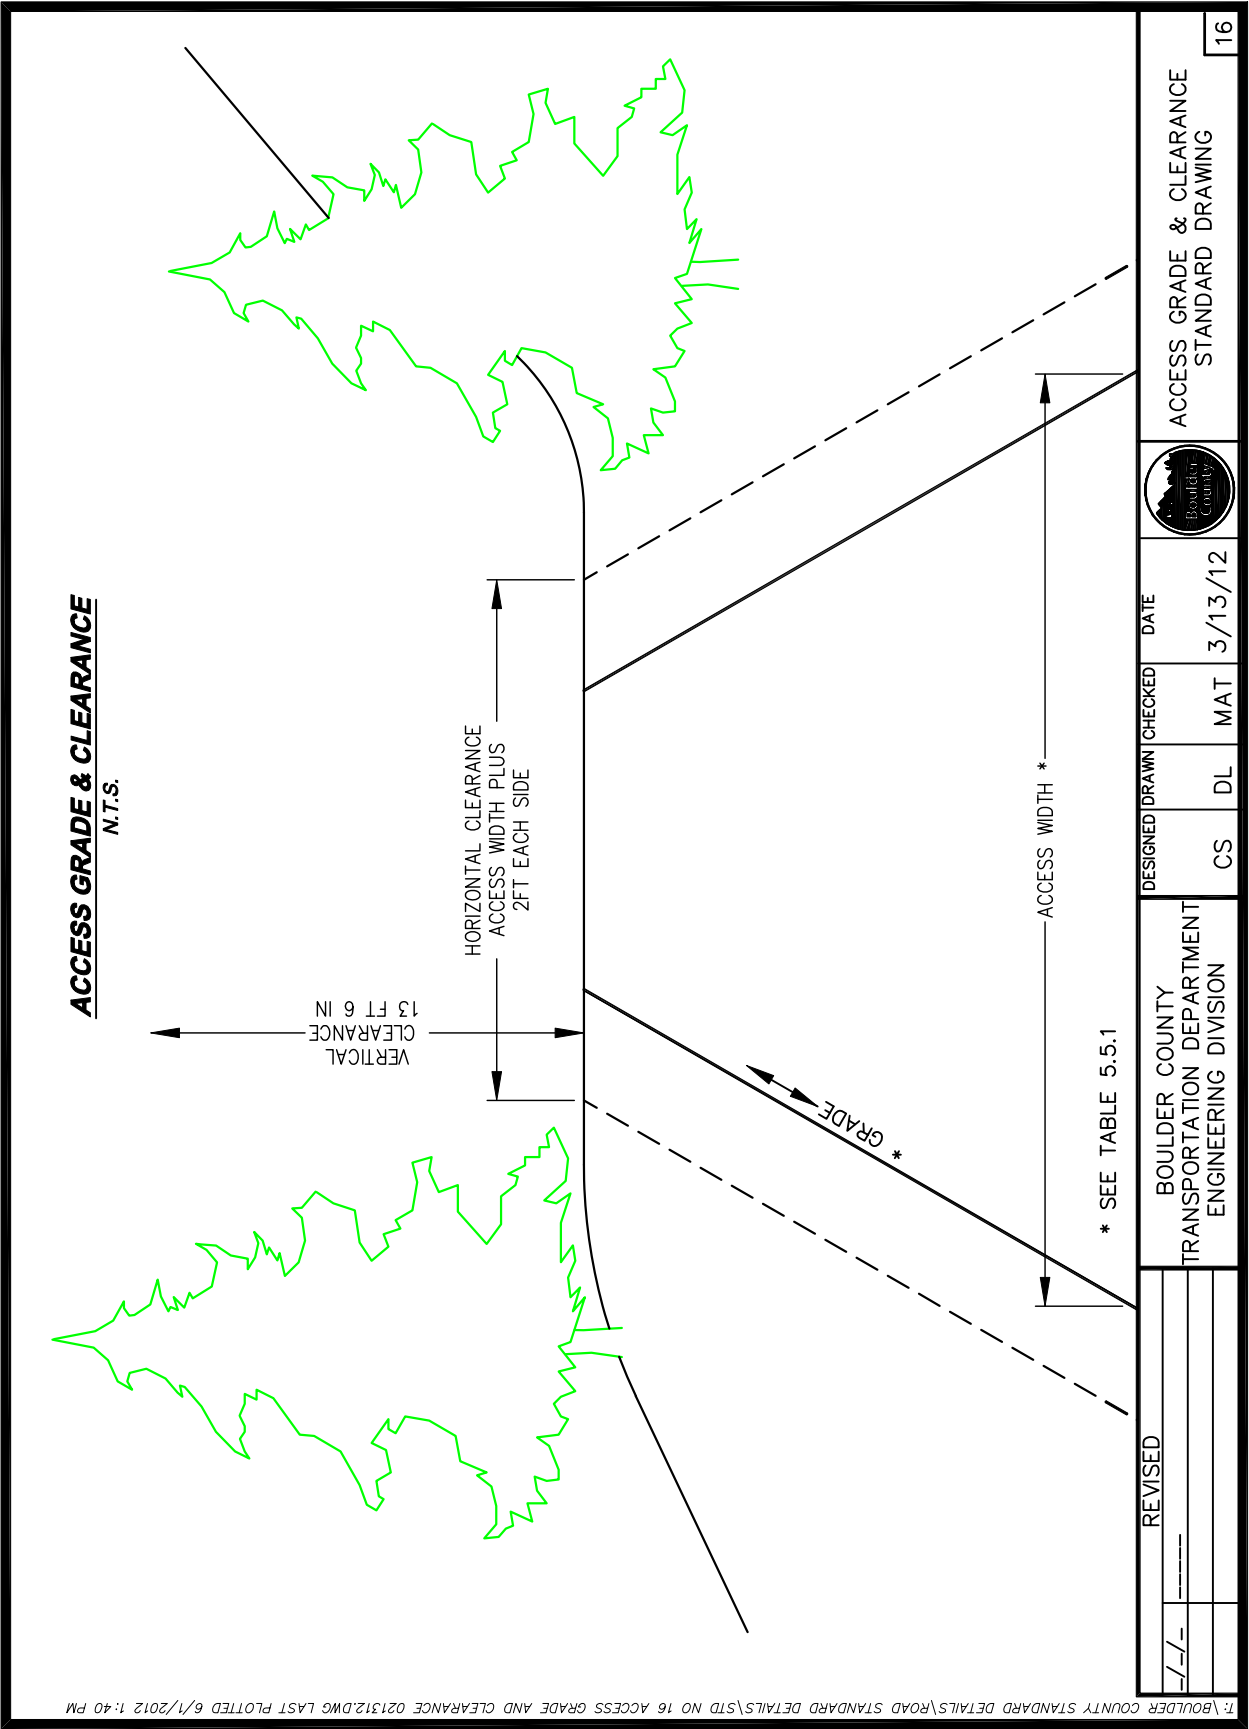 ACCESS GRADE & CLEARANCE
N.T.S.
VERTICAL
CLEARANCE
13 FT 6 IN
HORIZONTAL CLEARANCE
ACCESS WIDTH PLUS
2FT EACH SIDE
* GRADE
ACCESS WIDTH *
* SEE TABLE 5.5.1
REVISED
-/-/- ------
BOULDER COUNTY
TRANSPORTATION DEPARTMENT
ENGINEERING DIVISION
DESIGNED
CS
DRAWN
DL
CHECKED
MAT
DATE
3/13/12
Boulder
County
ACCESS GRADE & CLEARANCE
STANDARD DRAWING
16
T:\BOULDER COUNTY STANDARD DETAILS\ROAD STANDARD DETAILS\STD NO 16 ACCESS GRADE AND CLEARANCE 021312.DWG LAST PLOTTED 6/1/2012 1:40 PM